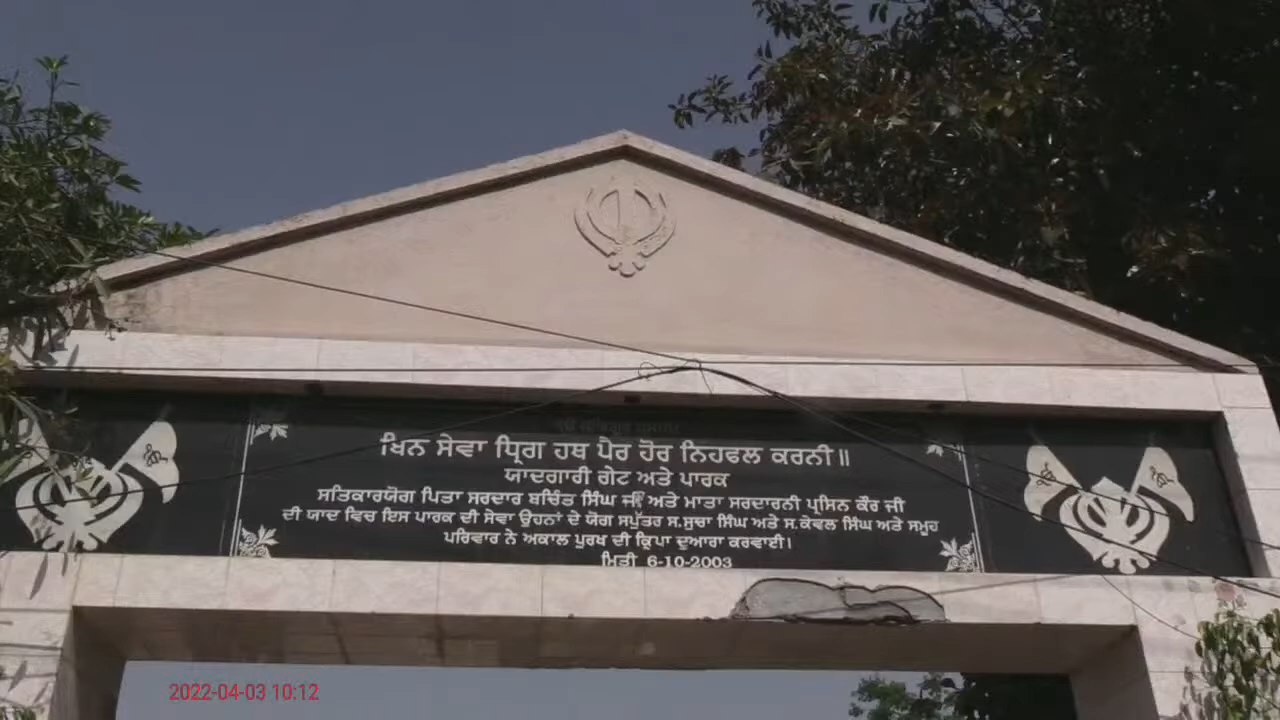 ਖਿਨ ਸੇਵਾ ਪ੍ਰਿਗ ਹਥ ਪੈਰ ਹੋਰ ਨਿਹਫਲ ਕਰਨੀ॥
ਯਾਦਗਾਰੀ ਗੇਟ ਅਤੇ ਪਾਰਕ
ਸਤਿਕਾਰਯੋਗ ਪਿਤਾ ਸਰਦਾਰ ਬਚਿੰਤ ਸਿੰਘ ਜੀ ਅਤੇ ਮਾਤਾ ਸਰਦਾਰਨੀ ਪ੍ਰਸਿਨ ਕੌਰ ਜੀ
ਦੀ ਯਾਦ ਵਿਚ ਇਸ ਪਾਰਕ ਦੀ ਸੇਵਾ ਉਹਨਾਂ ਦੇ ਯੋਗ ਸਪੁੱਤਰ ਸ.ਸੁਚਾ ਸਿੰਘ ਅਤੇ ਸ.ਕੇਵਲ ਸਿੰਘ ਅਤੇ ਸਮੂਹ
ਪਰਿਵਾਰ ਨੇ ਅਕਾਲ ਪੁਰਖ ਦੀ ਕ੍ਰਿਪਾ ਦੁਆਰਾ ਕਰਵਾਈ।
ਮਿਤੀ 6-10-2003
2022-04-03 10:12